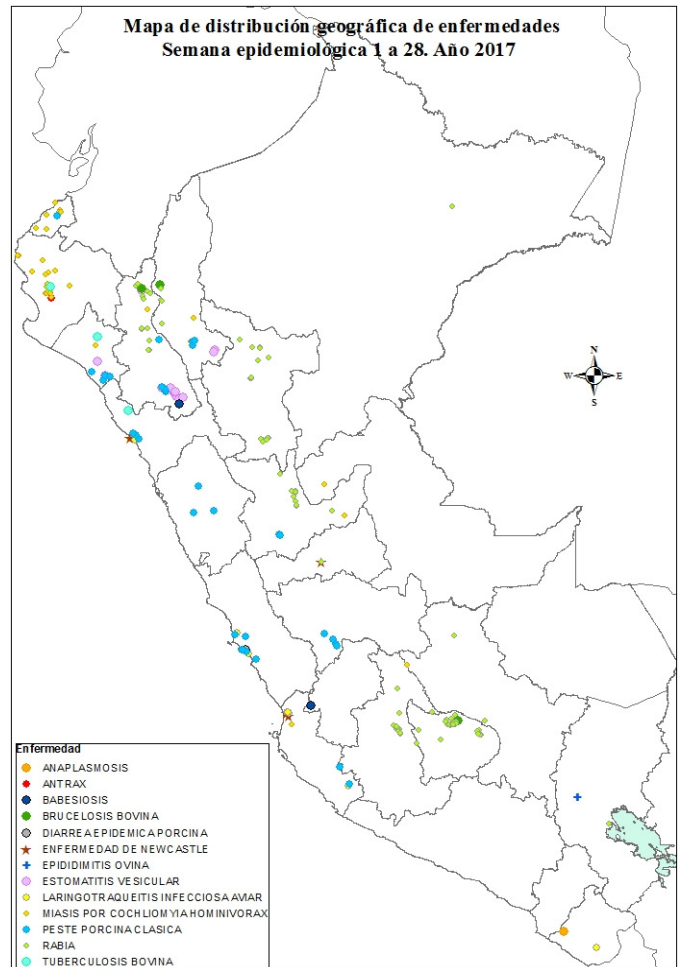 Mapa de distribución geográfica de enfermedades
Semana epidemiológica 1 a 28. Año 2017
N
W E
S
Enfermedad
ANAPLASMOSIS
ANTRAX
BABESIOSIS
BRUCELOSIS BOVINA
DIARREA EPIDEMICA PORCINA
ENFERMEDAD DE NEWCASTLE
EPIDIDIMITIS OVINA
ESTOMATITIS VESICULAR
LARINGOTRAQUEITIS INFECCIOSA AVIAR
MIASIS POR COCHLIOMYIA HOMINIVORAX
PESTE PORCINA CLASICA
RABIA
TUBERCULOSIS BOVINA